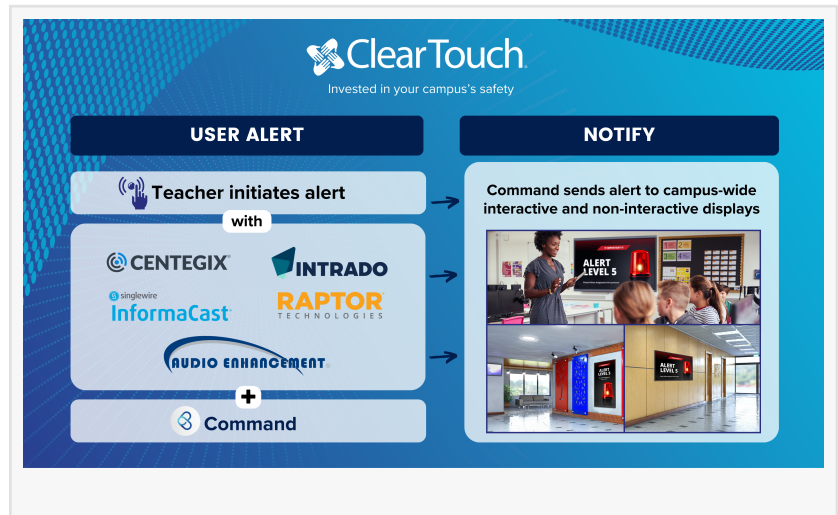 ClearTouch
Invested in your campus's safety
USER ALERT
Teacher initiates alert
with
CENTEGIX
INTRADO
singlewire
InformaCast
RAPTOR
TECHNOLOGIES
AUDIO ENHANCEMENT
+
Command
NOTIFY
Command sends alert to campus-wide
interactive and non-interactive displays
ALERT
LEVEL 5
ALERT
LEVEL 5
ALERT
LEVEL 5